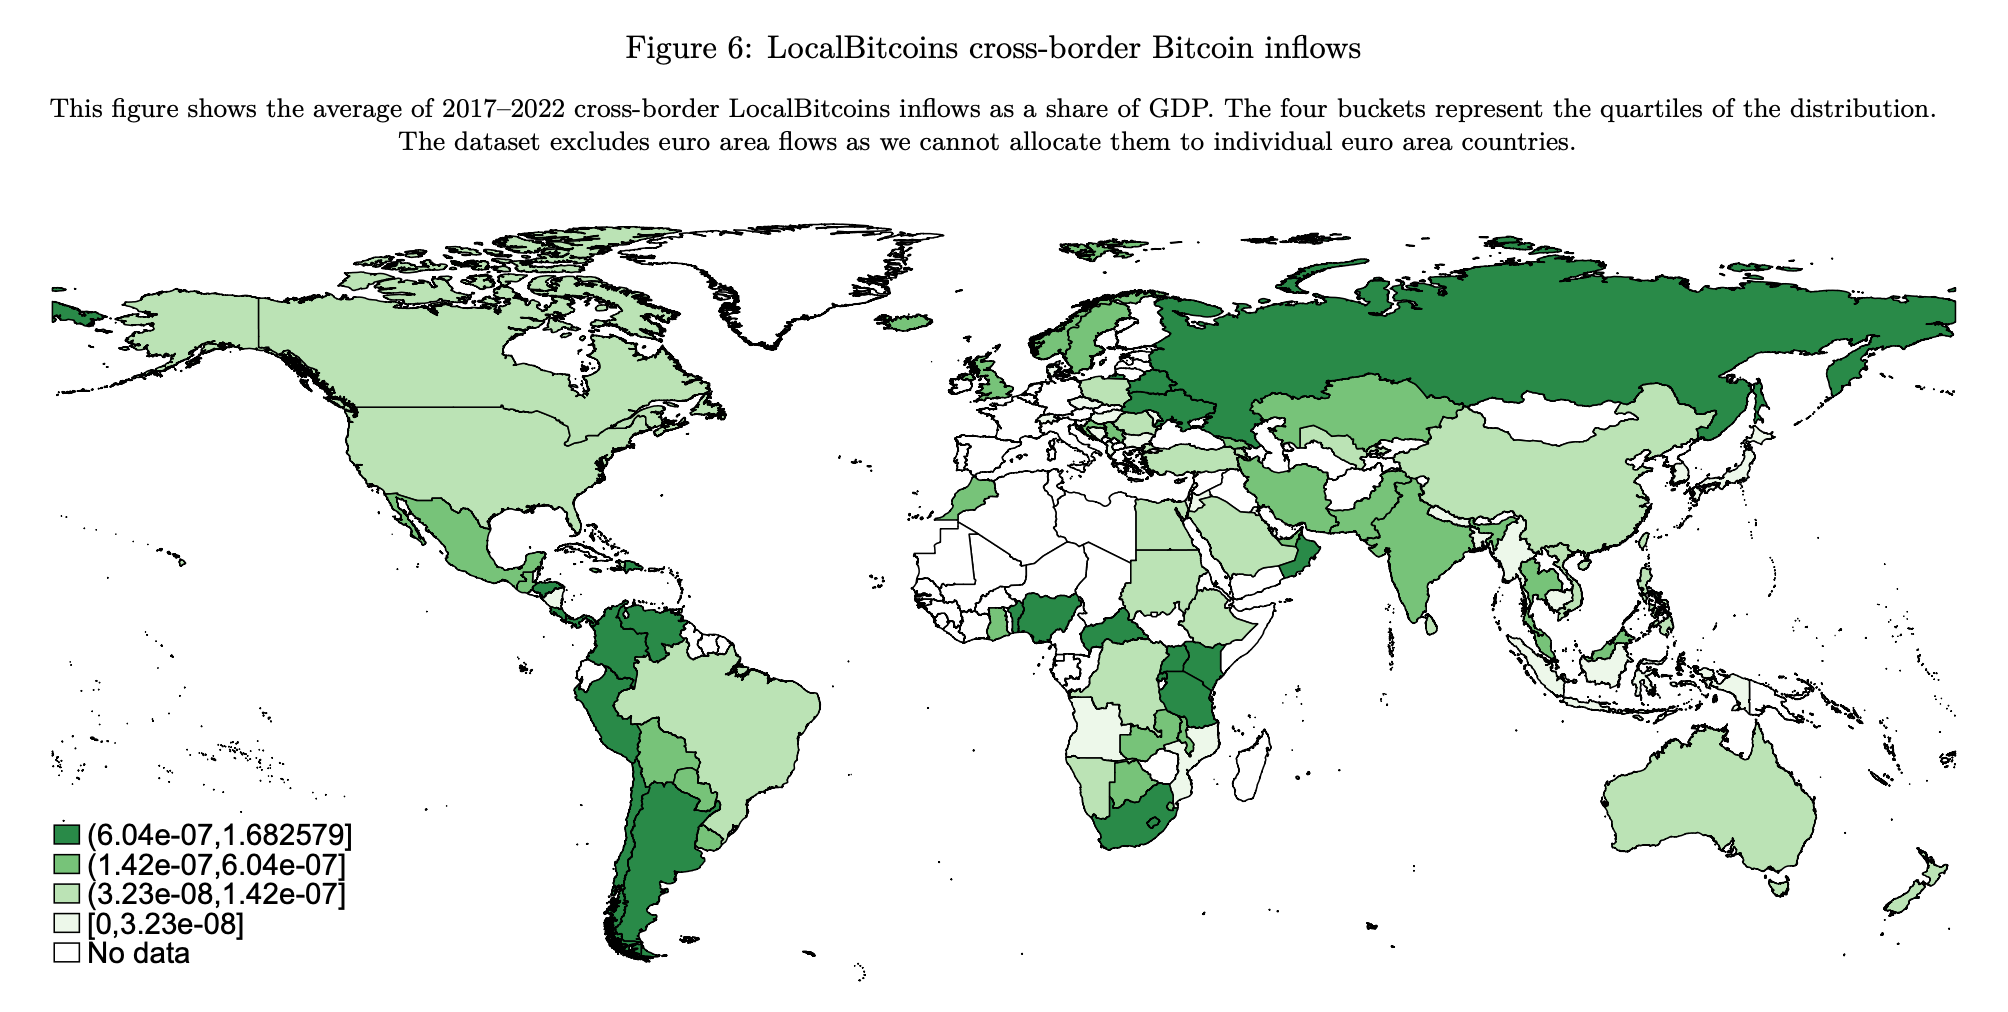 Figure 6: LocalBitcoins cross-border Bitcoin inflows
This figure shows the average of 2017–2022 cross-border LocalBitcoins inflows as a share of GDP. The four buckets represent the quartiles of the distribution.
The dataset excludes euro area flows as we cannot allocate them to individual euro area countries.
(6.04e-07,1.682579]
(1.42e-07,6.04e-07]
(3.23e-08,1.42e-07]
[0,3.23e-08]
No data